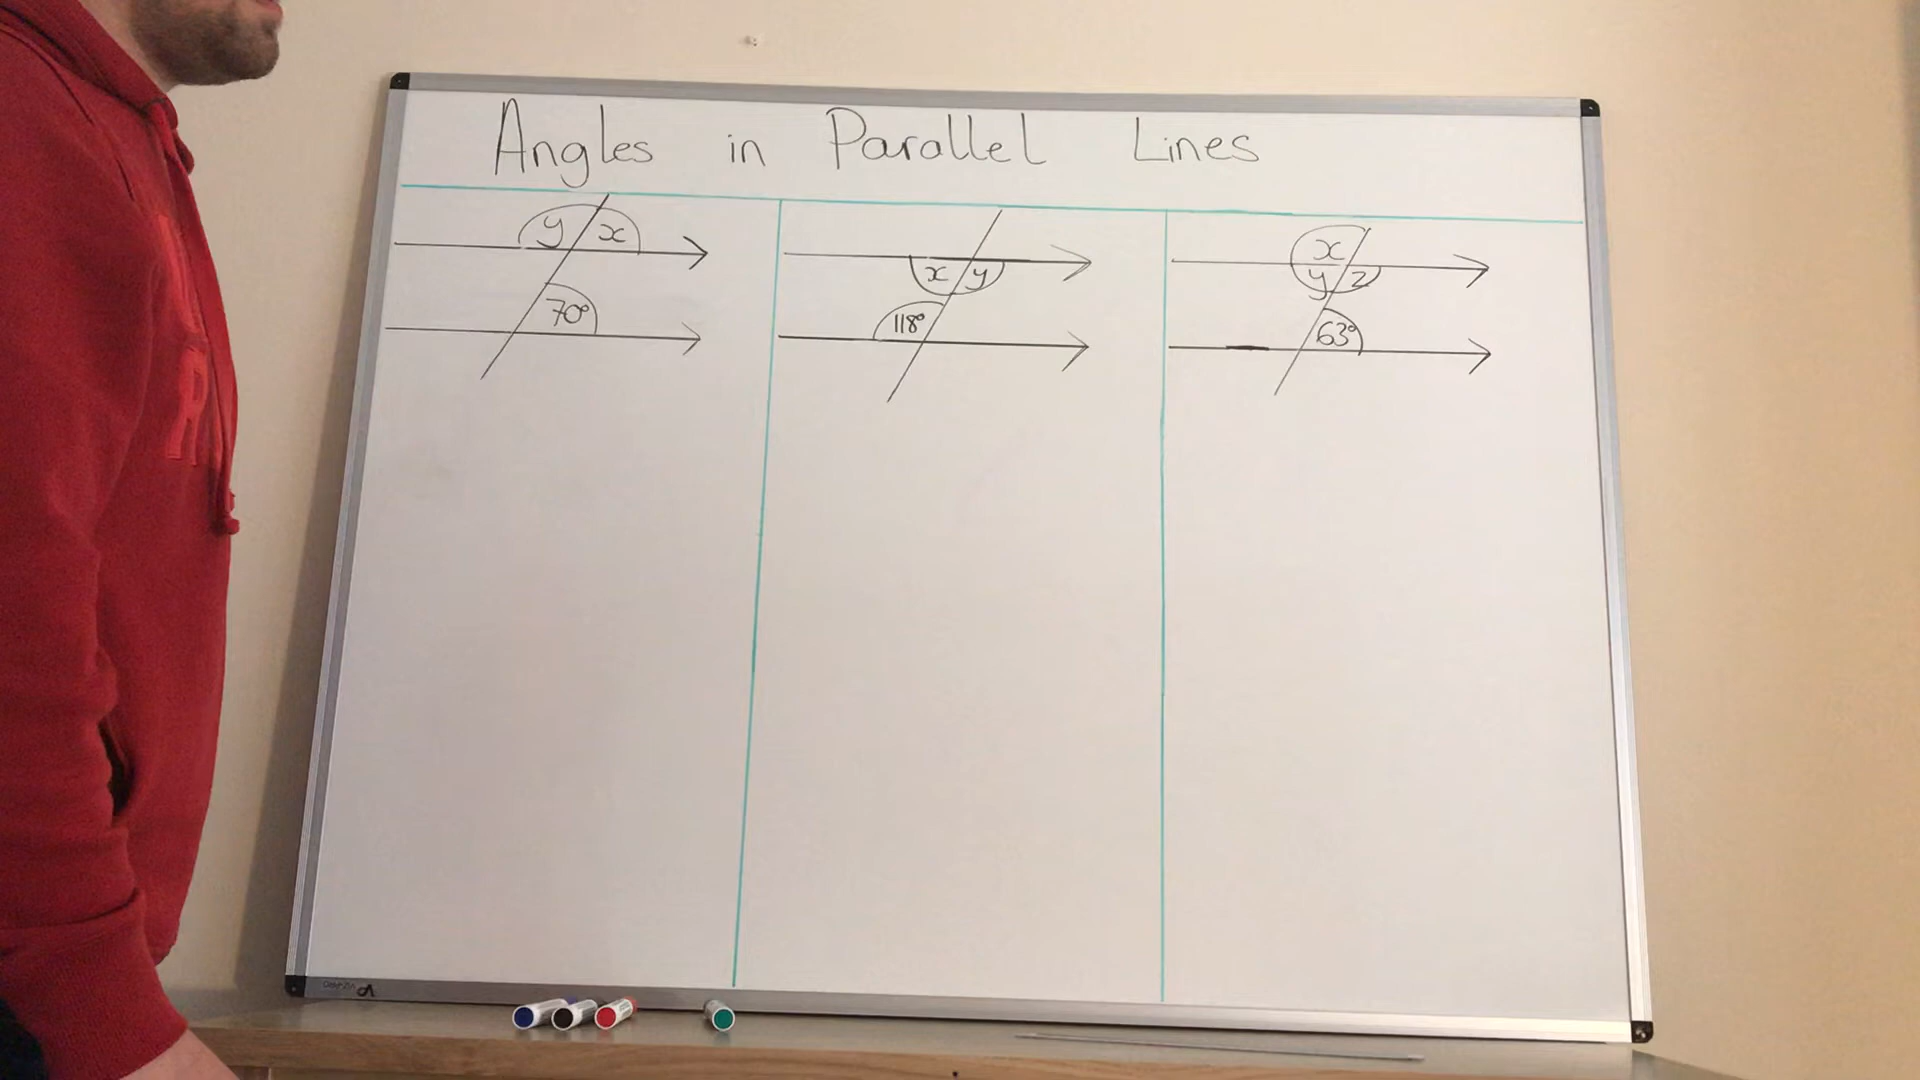 Angles in Parallel Lines
y x
70°
x y
118°
x
y z
63°
R